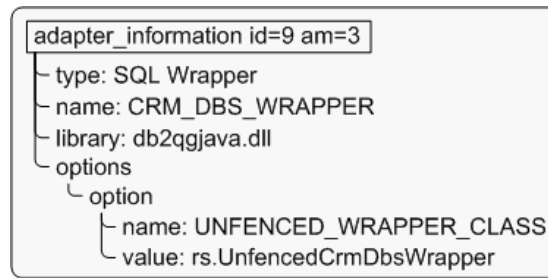 adapter_information id=9 am=3
type: SQL Wrapper
name: CRM_DBS_WRAPPER
library: db2qgjava.dll
options
option
name: UNFENCED_WRAPPER_CLASS
value: rs.UnfencedCrmDbsWrapper